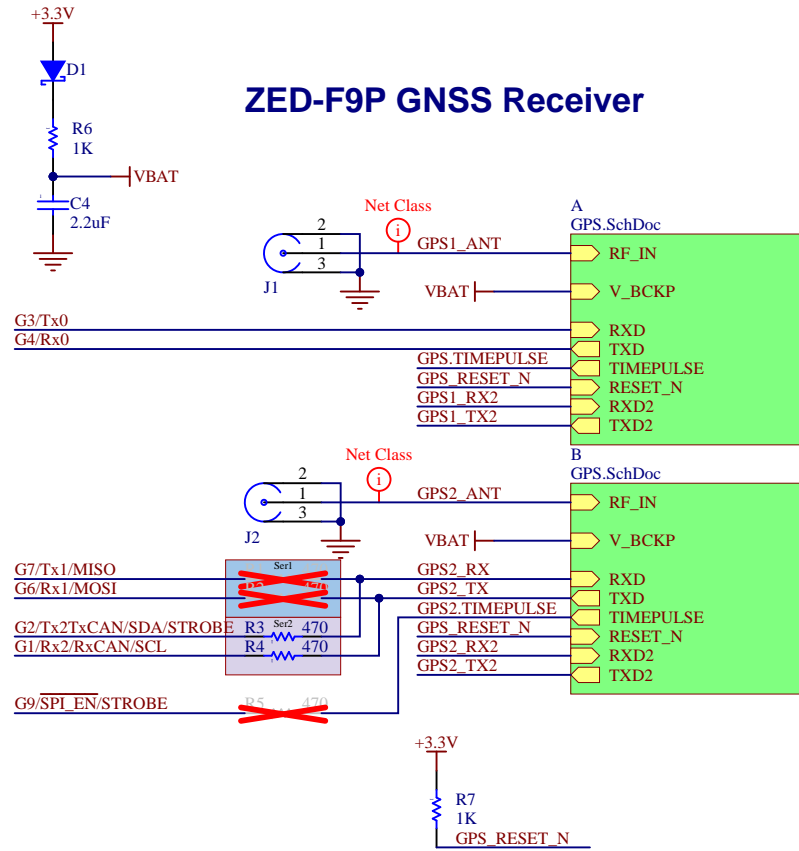 +3.3V
D1
ZED-F9P GNSS Receiver
R6
1K
VBAT
C4
2.2uF
Net Class
i
A
GPS.SchDoc
2
1
3
J1
GPS1_ANT
RF_IN
VBAT
V_BCKP
G3/Tx0
RXD
G4/Rx0
TXD
GPS.TIMEPULSE
TIMEPULSE
GPS_RESET_N
RESET_N
GPS1_RX2
RXD2
GPS1_TX2
TXD2
Net Class
i
B
GPS.SchDoc
2
1
3
J2
GPS2_ANT
RF_IN
VBAT
V_BCKP
Ser1
G7/Tx1/MISO
GPS2_RX
RXD
G6/Rx1/MOSI
GPS2_TX
TXD
GPS2.TIMEPULSE
TIMEPULSE
Ser2
G2/Tx2TxCAN/SDA/STROBE
R3
470
GPS_RESET_N
RESET_N
G1/Rx2/RxCAN/SCL
R4
470
GPS2_RX2
RXD2
GPS2_TX2
TXD2
G9/SPI_EN/STROBE
R5
470
+3.3V
R7
1K
GPS_RESET_N